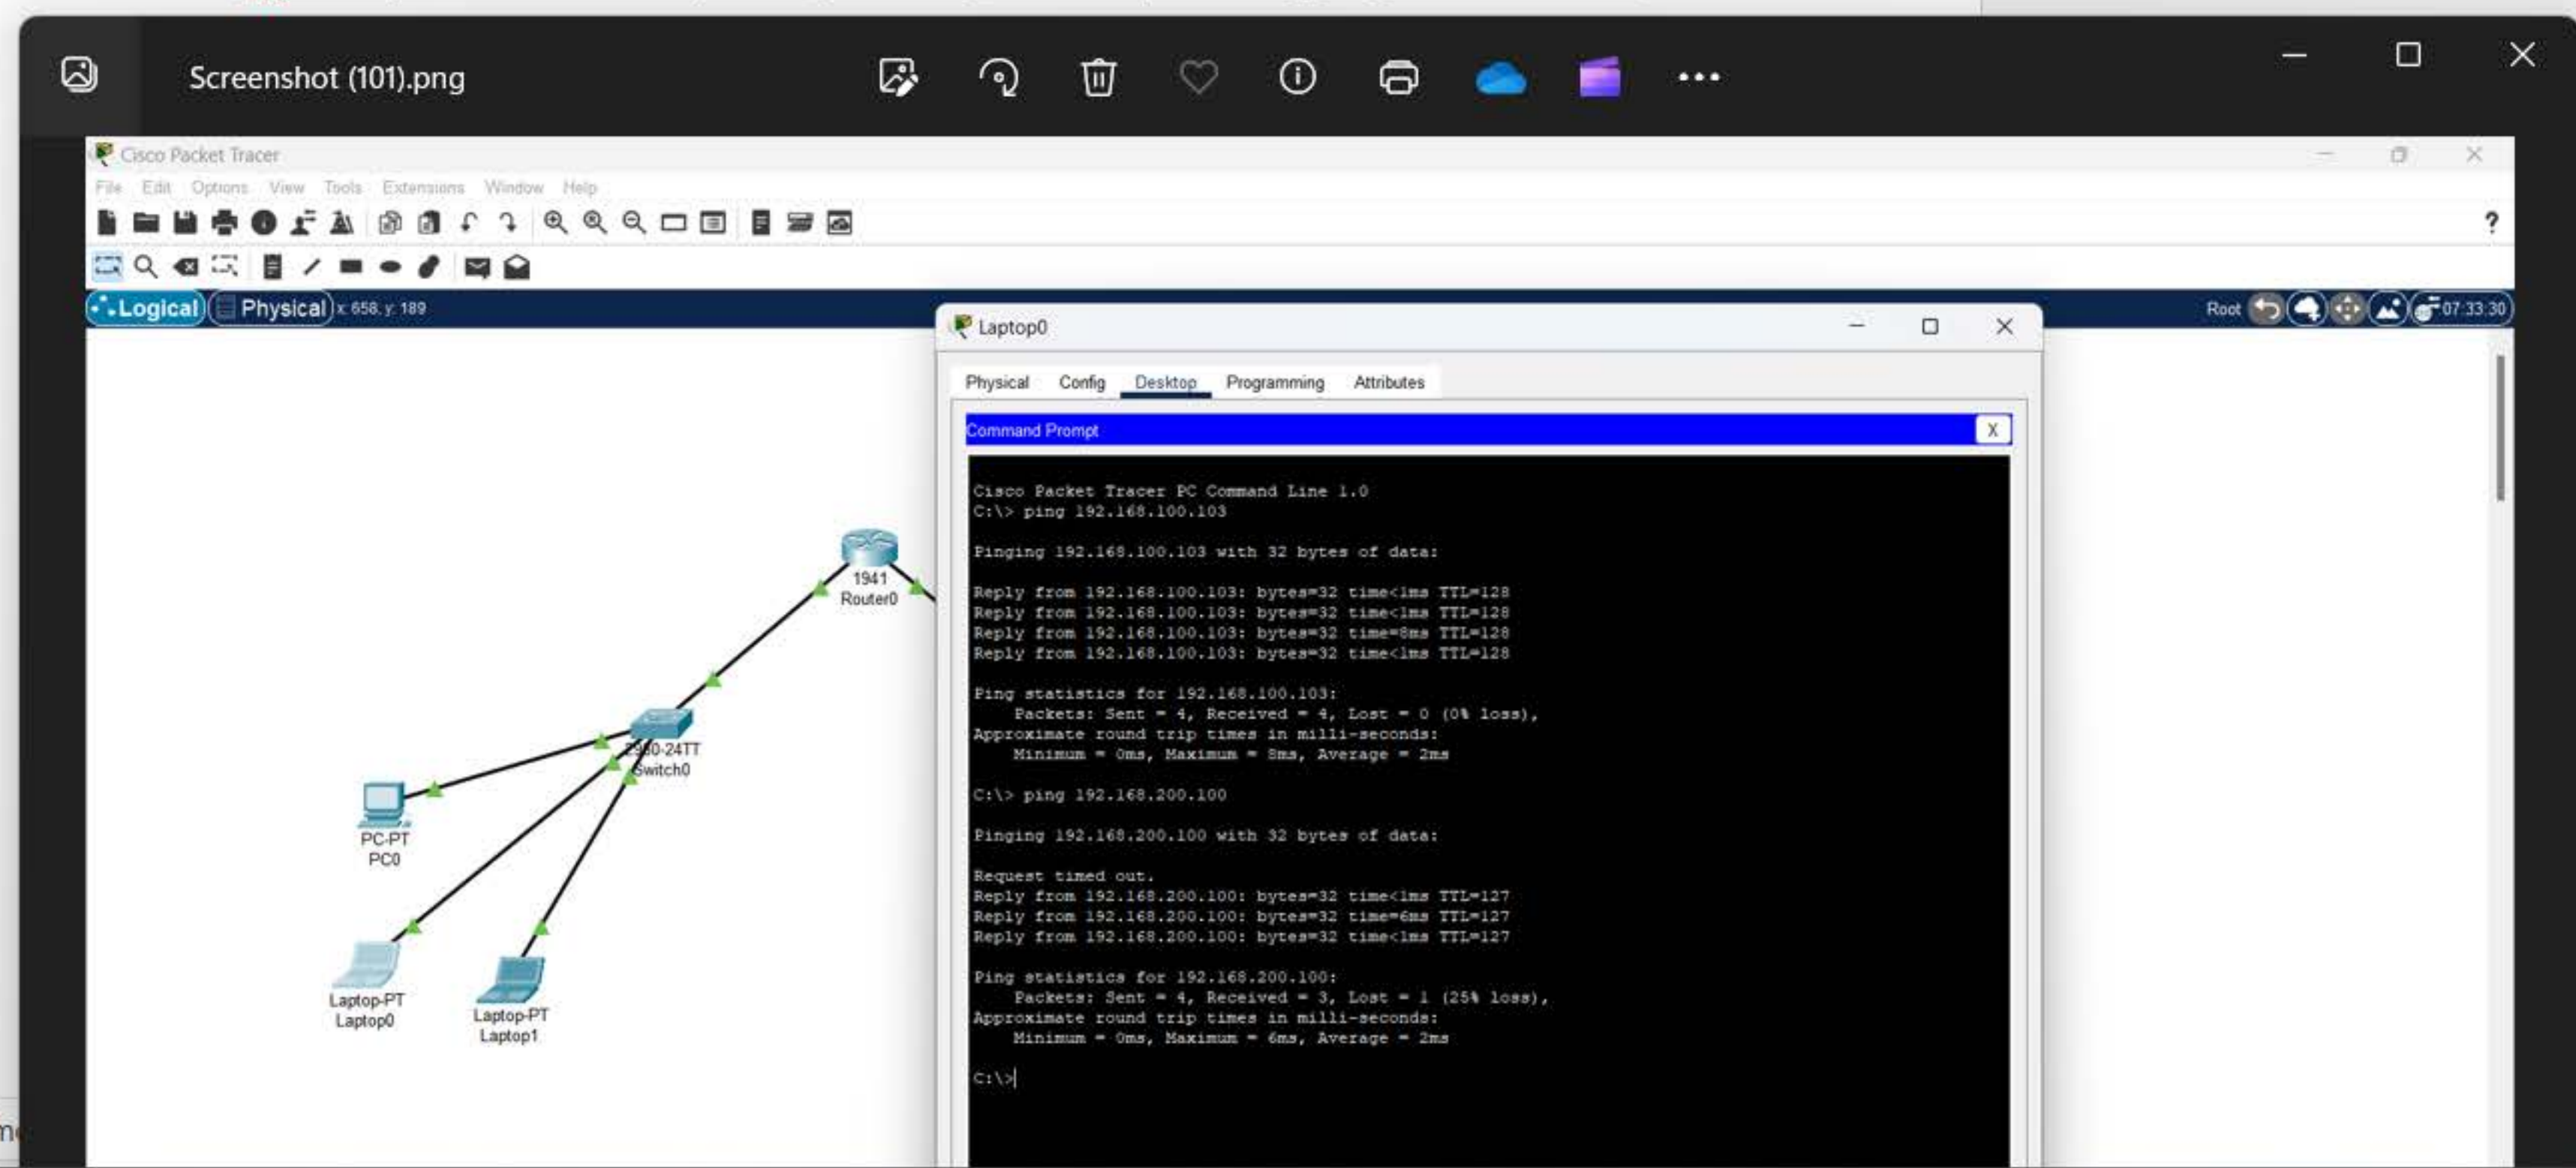 Screenshot (101).png
Cisco Packet Tracer
File Edit Options View Tools Extensions Window Help
?
Logical Physical x: 658, y: 189
Root 07:33:30
Laptop0
Physical Config Desktop Programming Attributes
Command Prompt
X
Cisco Packet Tracer PC Command Line 1.0
C:\> ping 192.168.100.103
Pinging 192.168.100.103 with 32 bytes of data:
Reply from 192.168.100.103: bytes=32 time<1ms TTL=128
Reply from 192.168.100.103: bytes=32 time<1ms TTL=128
Reply from 192.168.100.103: bytes=32 time=8ms TTL=128
Reply from 192.168.100.103: bytes=32 time<1ms TTL=128
Ping statistics for 192.168.100.103:
Packets: Sent = 4, Received = 4, Lost = 0 (0% loss),
Approximate round trip times in milli-seconds:
Minimum = 0ms, Maximum = 8ms, Average = 2ms
C:\> ping 192.168.200.100
Pinging 192.168.200.100 with 32 bytes of data:
Request timed out.
Reply from 192.168.200.100: bytes=32 time<1ms TTL=127
Reply from 192.168.200.100: bytes=32 time=6ms TTL=127
Reply from 192.168.200.100: bytes=32 time<1ms TTL=127
Ping statistics for 192.168.200.100:
Packets: Sent = 4, Received = 3, Lost = 1 (25% loss),
Approximate round trip times in milli-seconds:
Minimum = 0ms, Maximum = 6ms, Average = 2ms
C:\>
1941
Router0
Switch0
PC-PT
PC0
Laptop-PT
Laptop0
Laptop-PT
Laptop1